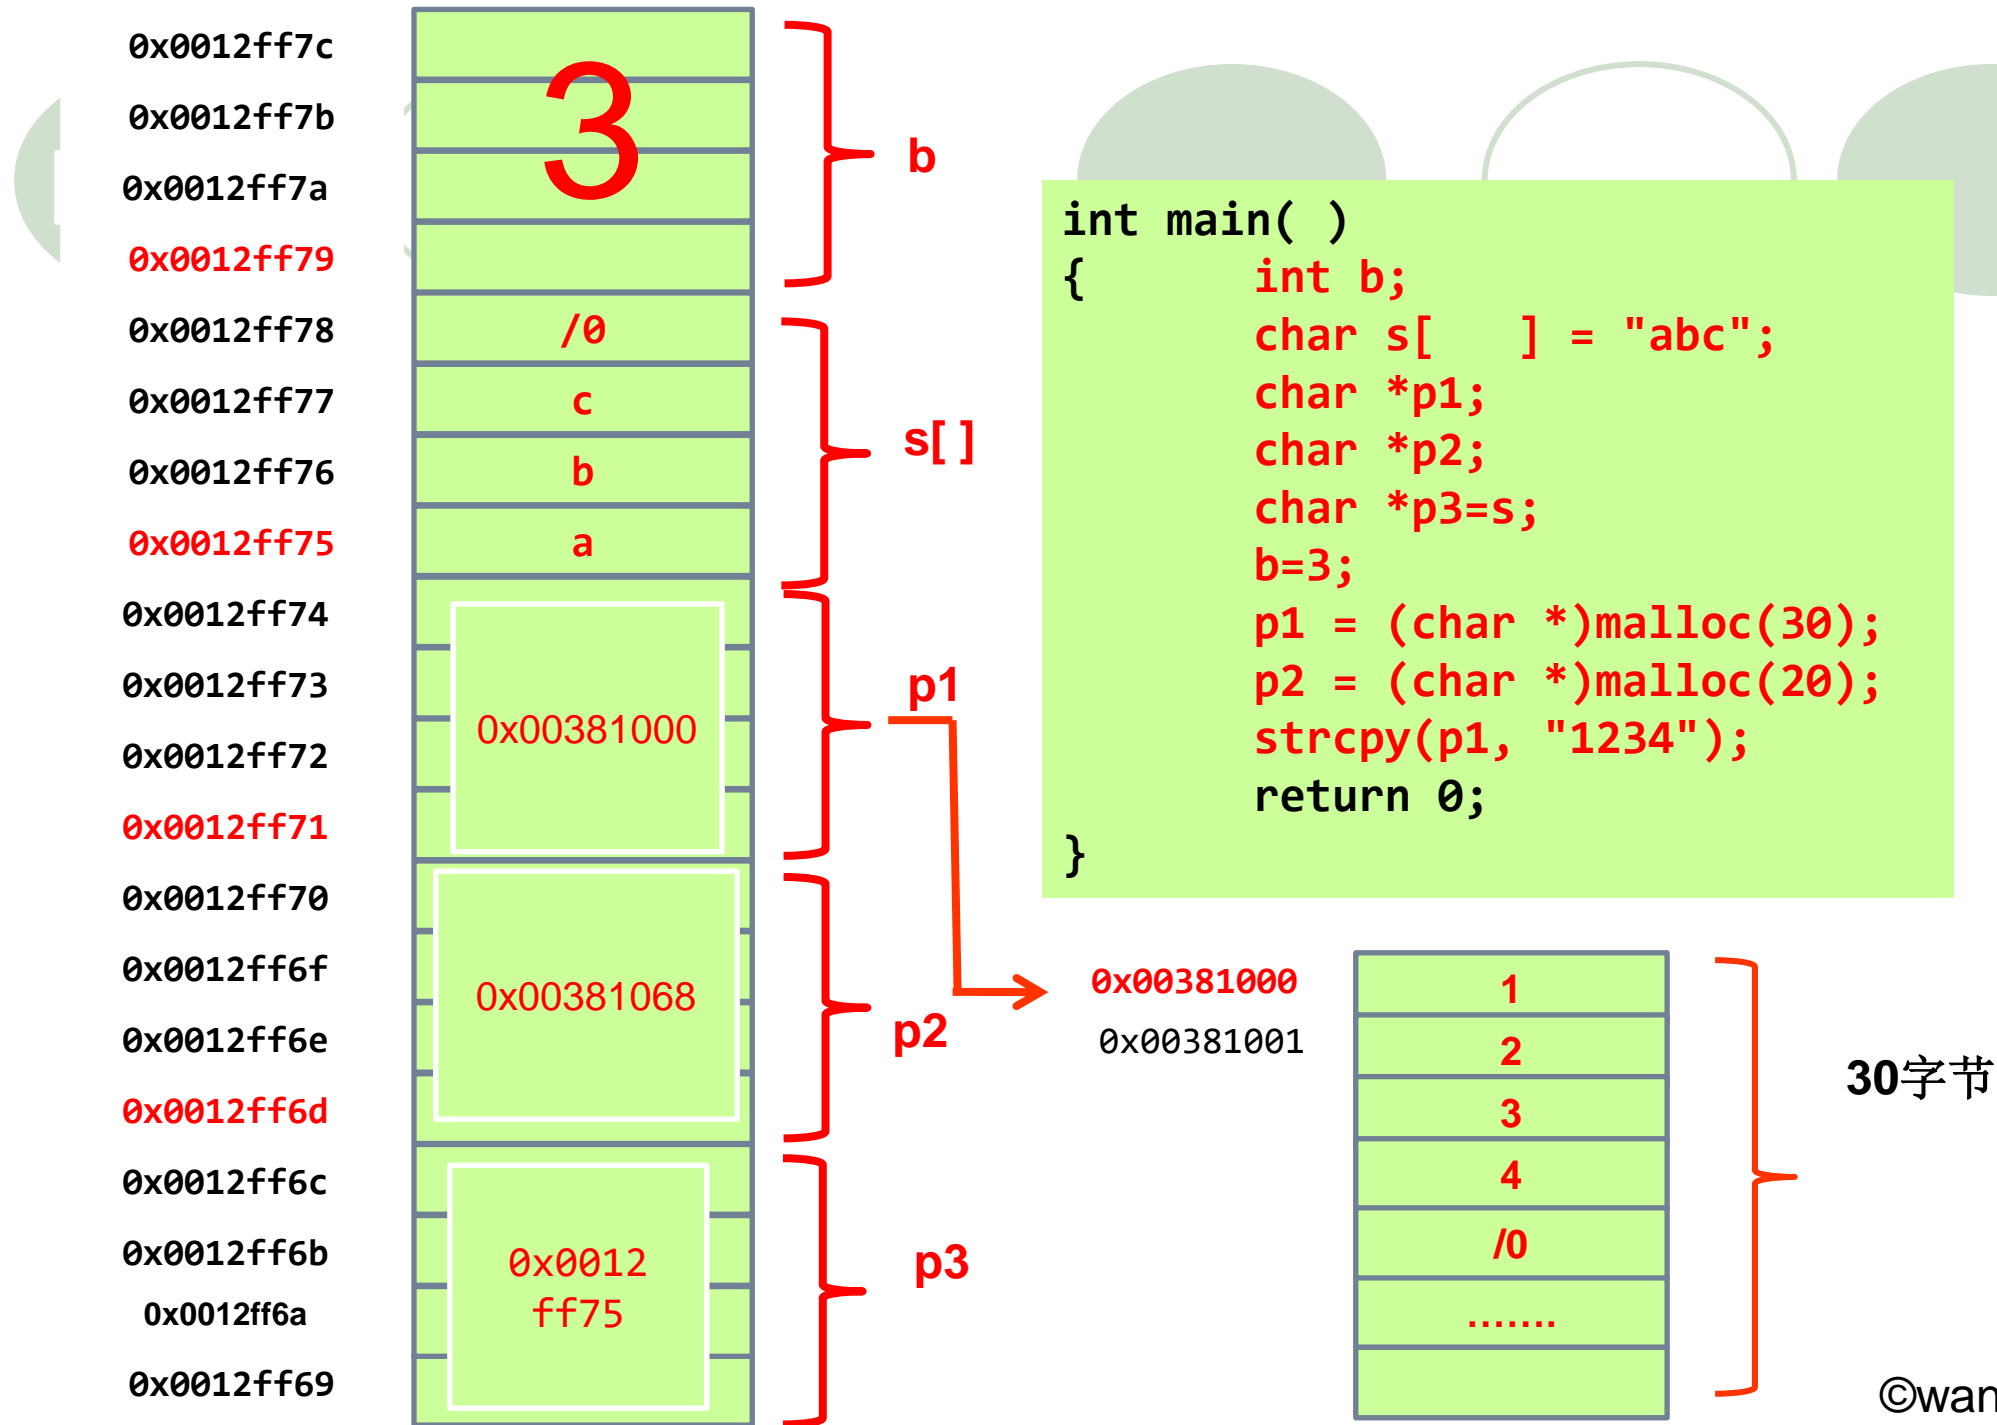 0x0012ff7c
0x0012ff7b
0x0012ff7a
0x0012ff79
0x0012ff78
0x0012ff77
0x0012ff76
0x0012ff75
0x0012ff74
0x0012ff73
0x0012ff72
0x0012ff71
0x0012ff70
0x0012ff6f
0x0012ff6e
0x0012ff6d
0x0012ff6c
0x0012ff6b
0x0012ff6a
0x0012ff69
3
/0
c
b
a
0x00381000
0x00381068
0x0012
ff75
b
s[ ]
p1
p2
p3
int main( )
{ int b;
char s[ ] = "abc";
char *p1;
char *p2;
char *p3=s;
b=3;
p1 = (char *)malloc(30);
p2 = (char *)malloc(20);
strcpy(p1, "1234");
return 0;
}
0x00381000
0x00381001
1
2
3
4
/0
.......
30字节
©wan